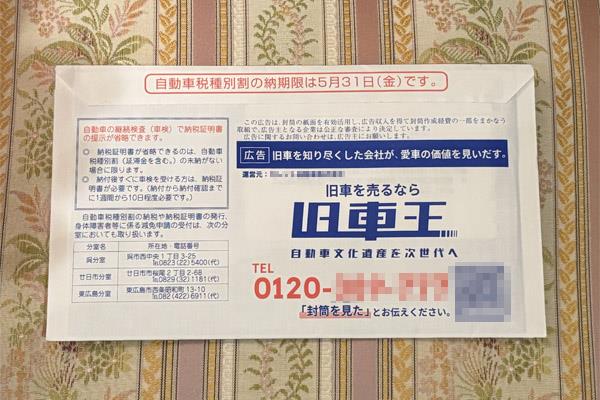 自動車税種別割の納期限は5月31日(金)です。
自動車の継続検査(車検)で納税証明書
の提示が省略できます。
◎ 納税証明書が省略できるのは、自動車
税種別割(延滞金を含む。)の未納がない
場合に限ります。
◎ 納付後すぐに車検を受ける方は、納税証
明書が必要です。(納付から納付確認まで
に1週間から10日程度必要です。)
自動車税種別割の納税や納税証明書の発行、
身体障害者等に係る減免申請の受付は、次の分
室においても取り扱います。
分室名 所在地・電話番号
呉分室 呉市西中央1丁目3-25
℡0823(22)5400(代)
廿日市分室 廿日市市桜尾2丁目2-68
℡0829(32)1181(代)
東広島分室 東広島市西条昭和町13-10
℡082(422)6911(代)
この広告は、封筒の紙面を有効活用し、広告収入を得て封筒作成経費の一部をまかなう
取組で、広告主となる企業は公正な審査により決定しています。
広告に関するお問い合わせは、広告主にお願いします。
広告 旧車を知り尽くした会社が、愛車の価値を見いだす。
運営元:
旧車を売るなら
旧車王
自動車文化遺産を次世代へ
TEL
0120-
「封筒を見た」とお伝えください。